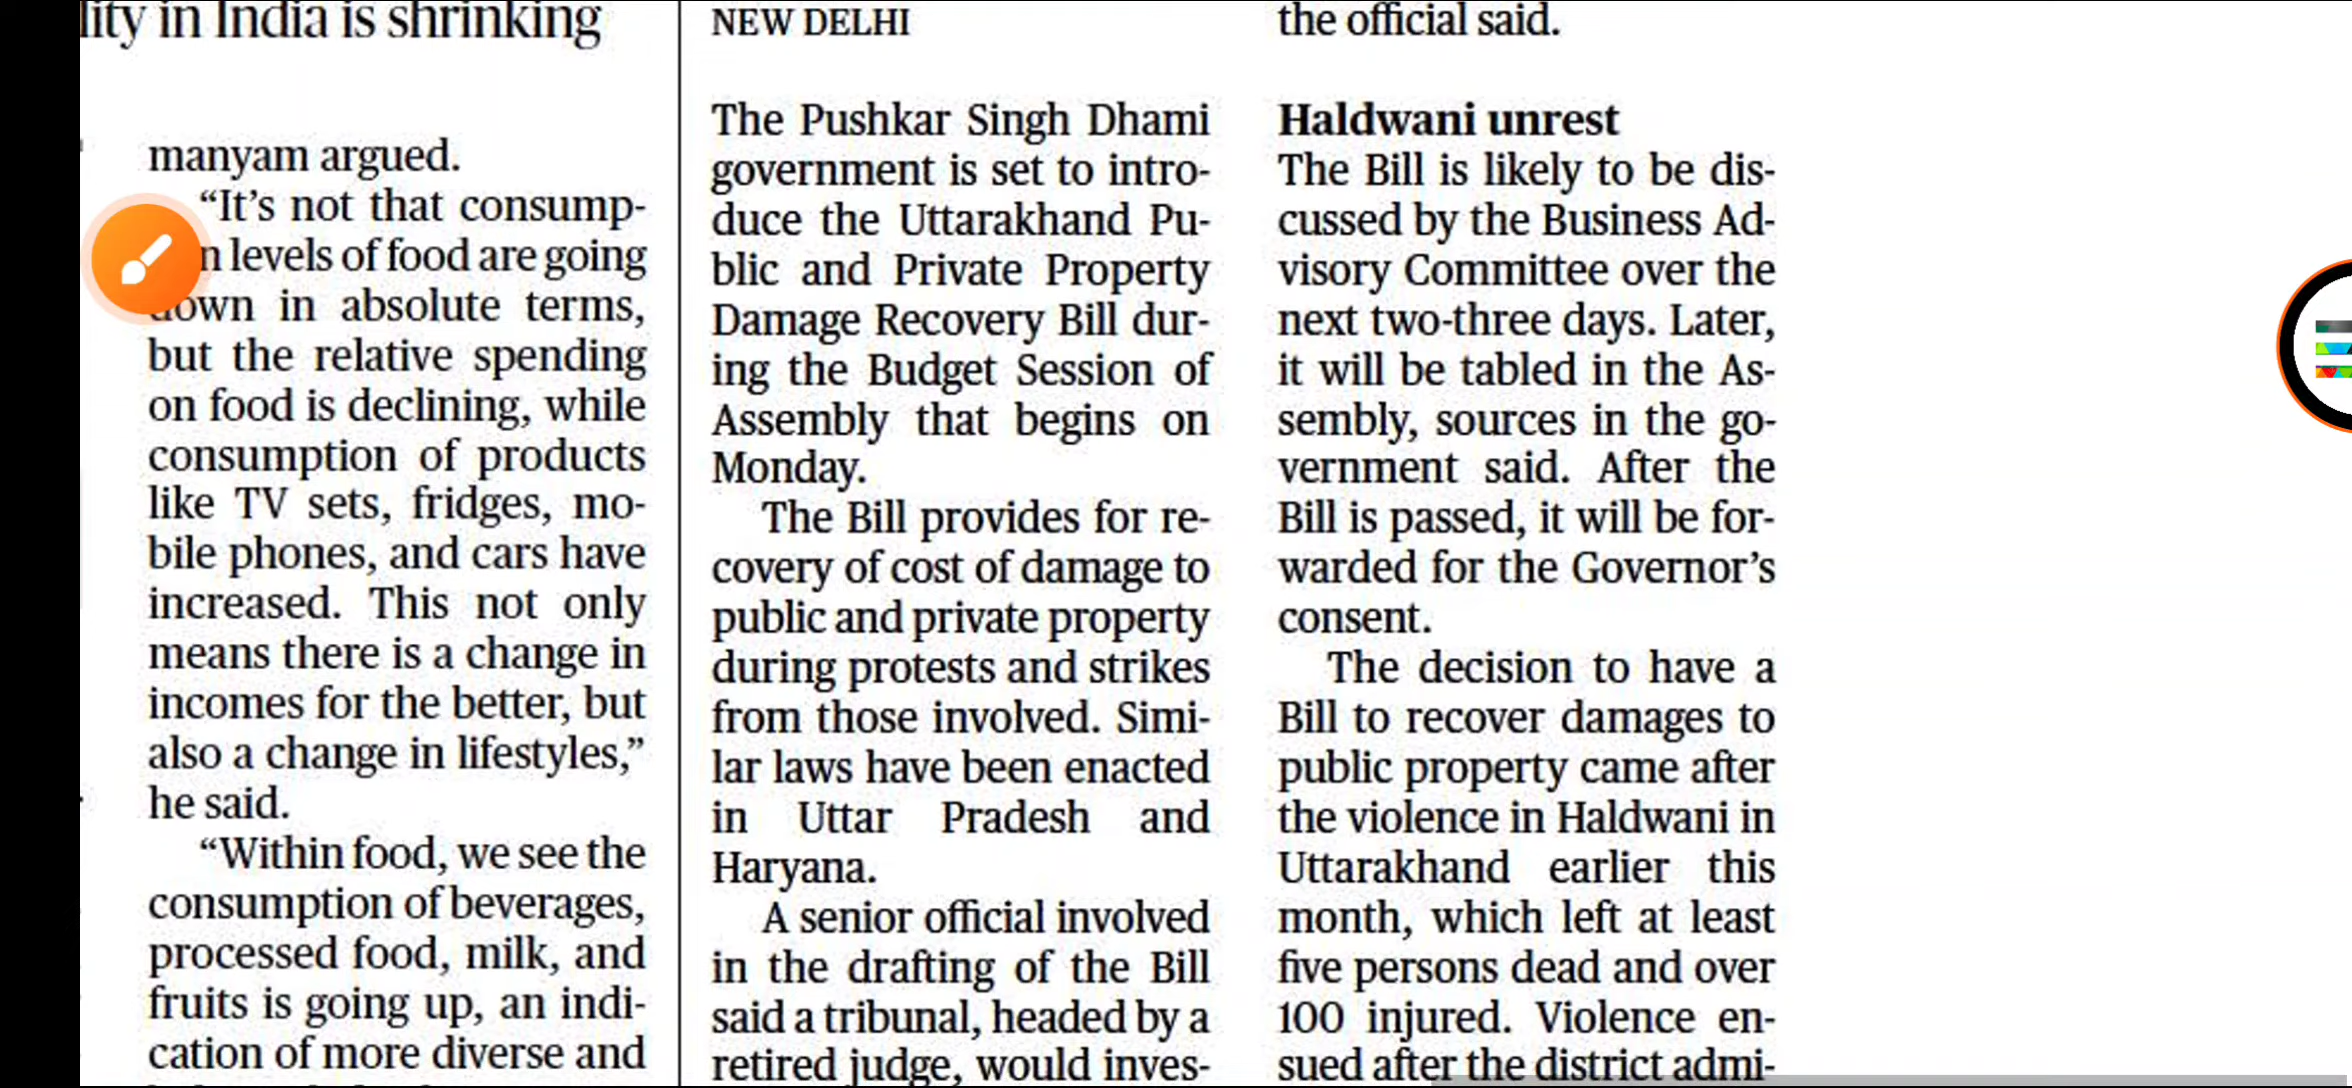 lity in India is shrinking
manyam argued.
“It’s not that consump-
n levels of food are going
down in absolute terms,
but the relative spending
on food is declining, while
consumption of products
like TV sets, fridges, mo-
bile phones, and cars have
increased. This not only
means there is a change in
incomes for the better, but
also a change in lifestyles,”
he said.
“Within food, we see the
consumption of beverages,
processed food, milk, and
fruits is going up, an indi-
cation of more diverse and
NEW DELHI
The Pushkar Singh Dhami
government is set to intro-
duce the Uttarakhand Pu-
blic and Private Property
Damage Recovery Bill dur-
ing the Budget Session of
Assembly that begins on
Monday.
The Bill provides for re-
covery of cost of damage to
public and private property
during protests and strikes
from those involved. Simi-
lar laws have been enacted
in Uttar Pradesh and
Haryana.
A senior official involved
in the drafting of the Bill
said a tribunal, headed by a
retired judge, would inves-
the official said.
Haldwani unrest
The Bill is likely to be dis-
cussed by the Business Ad-
visory Committee over the
next two-three days. Later,
it will be tabled in the As-
sembly, sources in the go-
vernment said. After the
Bill is passed, it will be for-
warded for the Governor’s
consent.
The decision to have a
Bill to recover damages to
public property came after
the violence in Haldwani in
Uttarakhand earlier this
month, which left at least
five persons dead and over
100 injured. Violence en-
sued after the district admi-